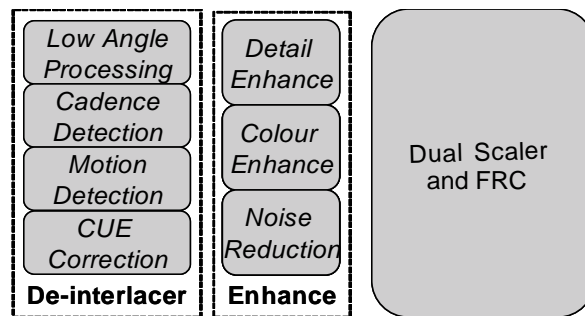 Low Angle
Processing
Cadence
Detection
Motion
Detection
CUE
Correction
De-interlacer
Detail
Enhance
Colour
Enhance
Noise
Reduction
Enhance
Dual Scaler
and FRC